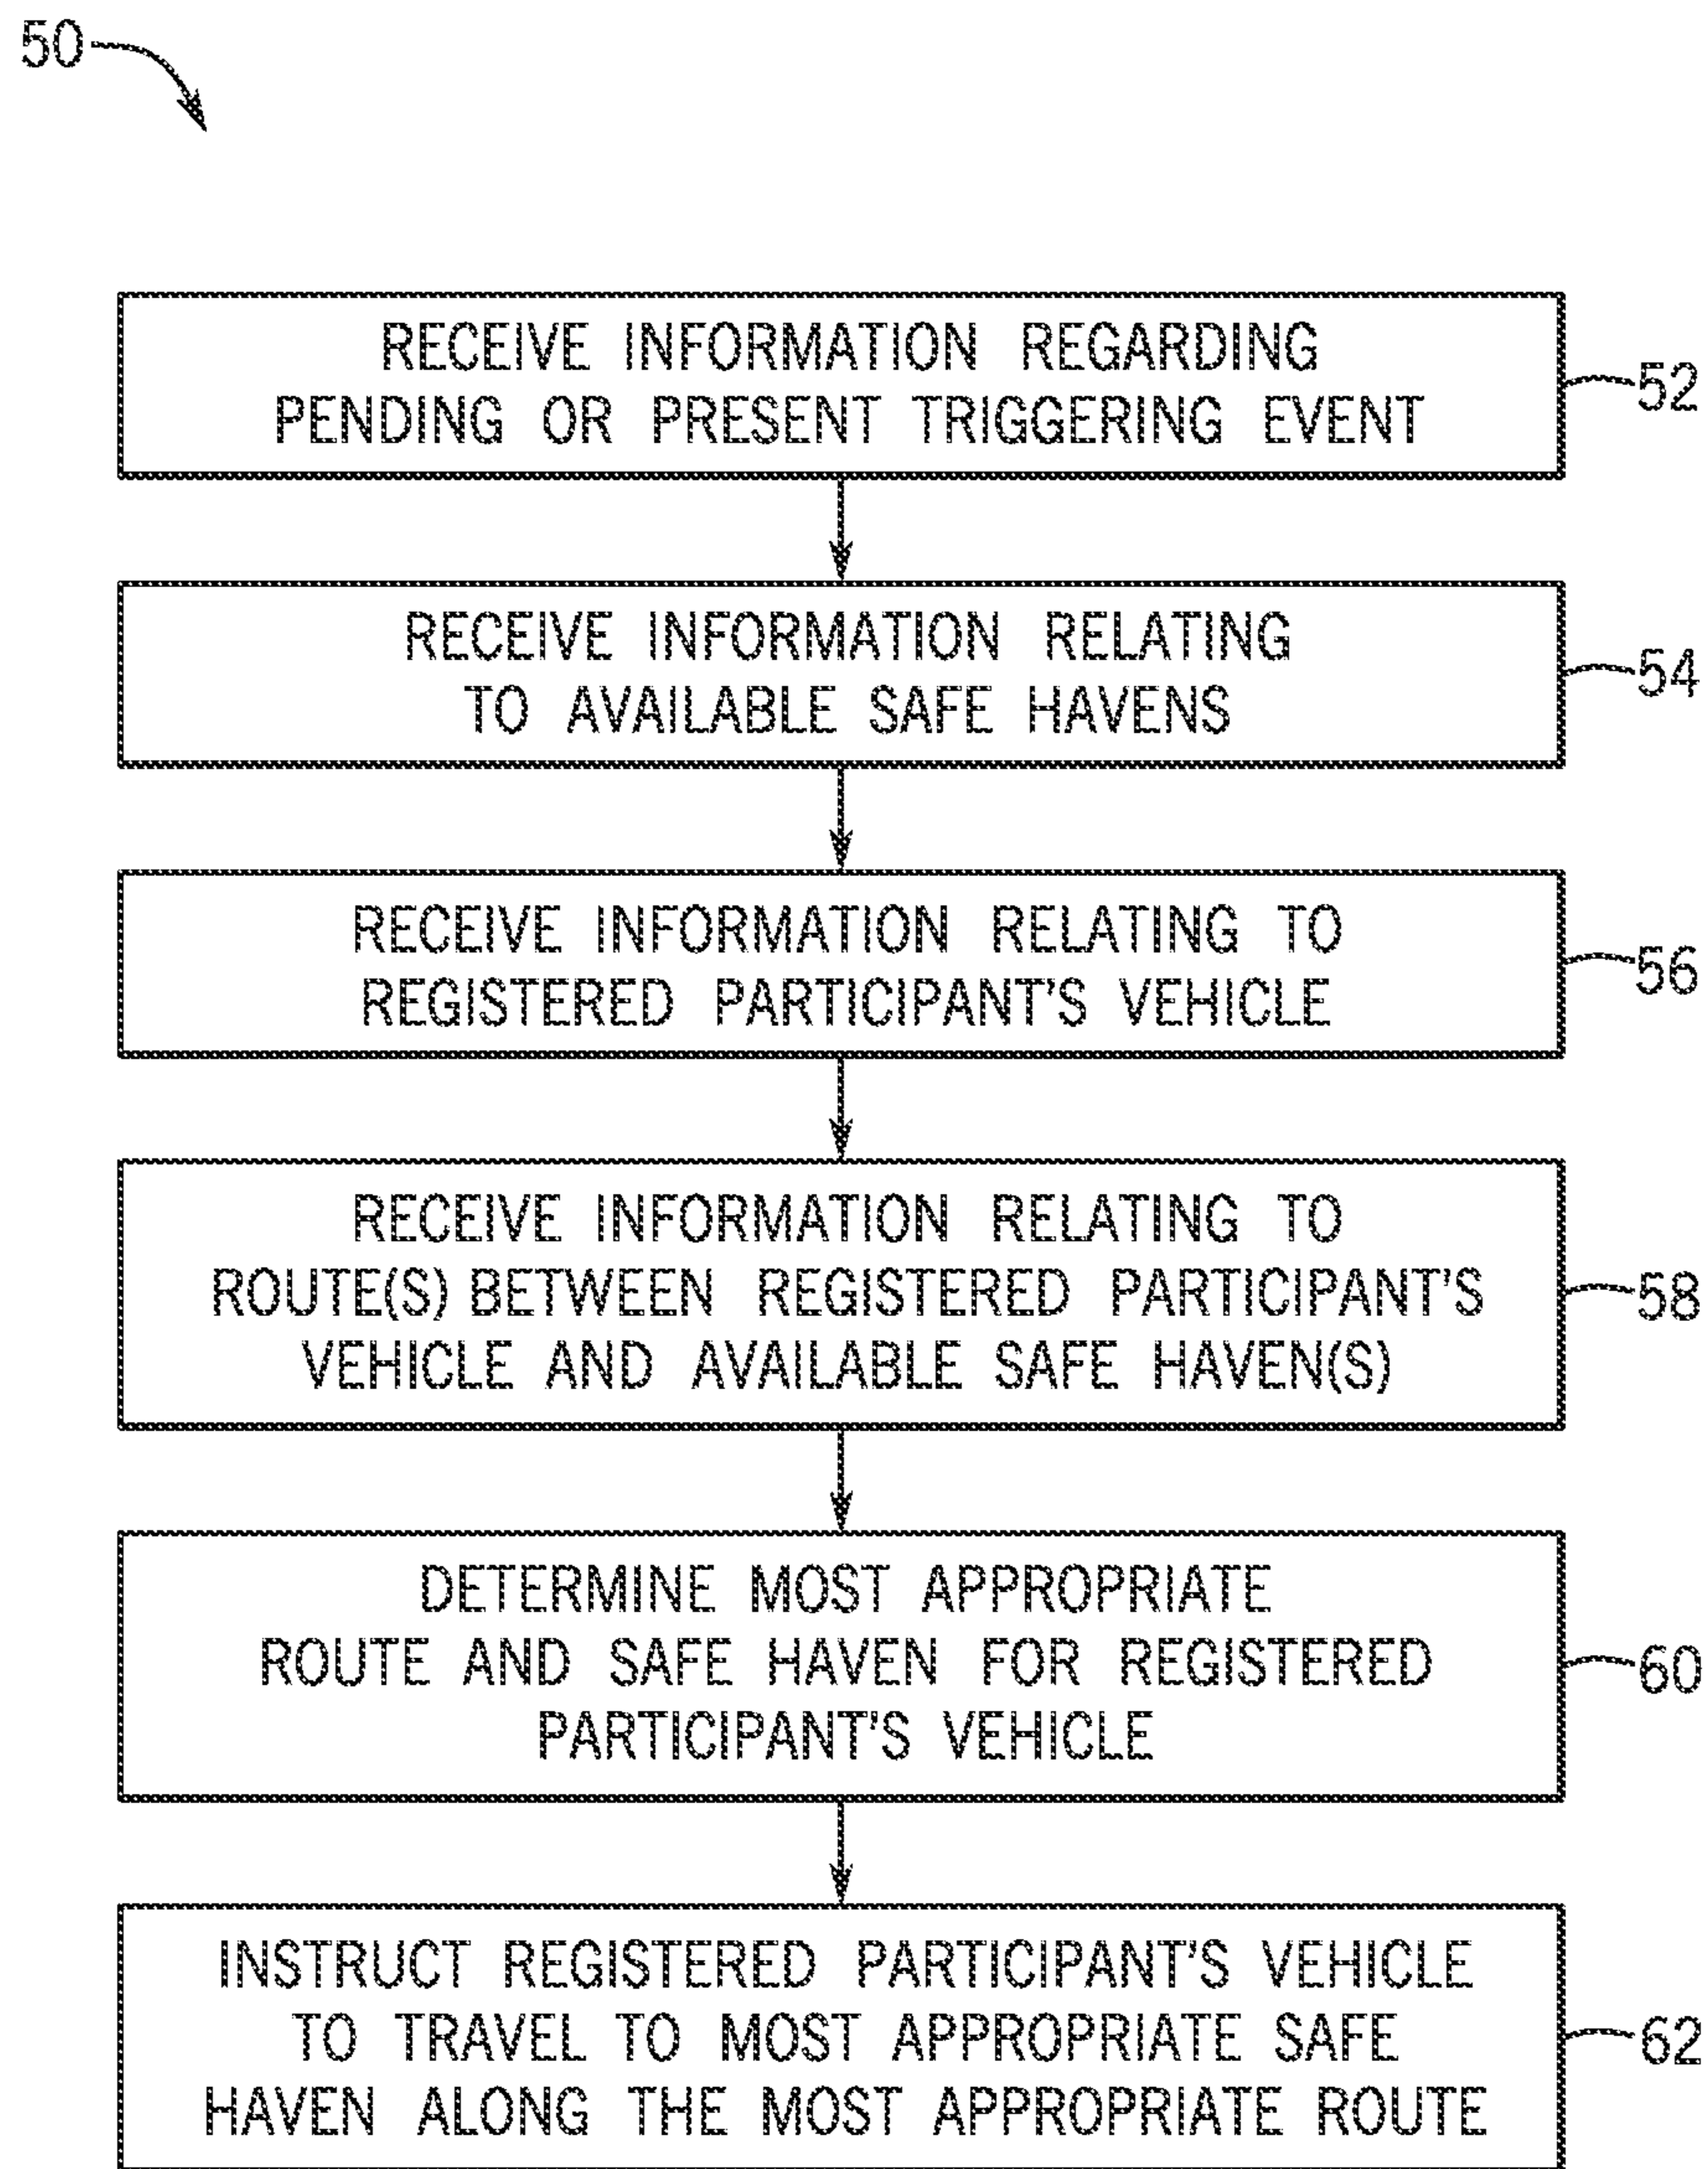 50
RECEIVE INFORMATION REGARDING
PENDING OR PRESENT TRIGGERING EVENT
52
RECEIVE INFORMATION RELATING
TO AVAILABLE SAFE HAVENS
54
RECEIVE INFORMATION RELATING TO
REGISTERED PARTICIPANT'S VEHICLE
56
RECEIVE INFORMATION RELATING TO
ROUTE(S) BETWEEN REGISTERED PARTICIPANT'S
VEHICLE AND AVAILABLE SAFE HAVEN(S)
58
DETERMINE MOST APPROPRIATE
ROUTE AND SAFE HAVEN FOR REGISTERED
PARTICIPANT'S VEHICLE
60
INSTRUCT REGISTERED PARTICIPANT'S VEHICLE
TO TRAVEL TO MOST APPROPRIATE SAFE
HAVEN ALONG THE MOST APPROPRIATE ROUTE
62